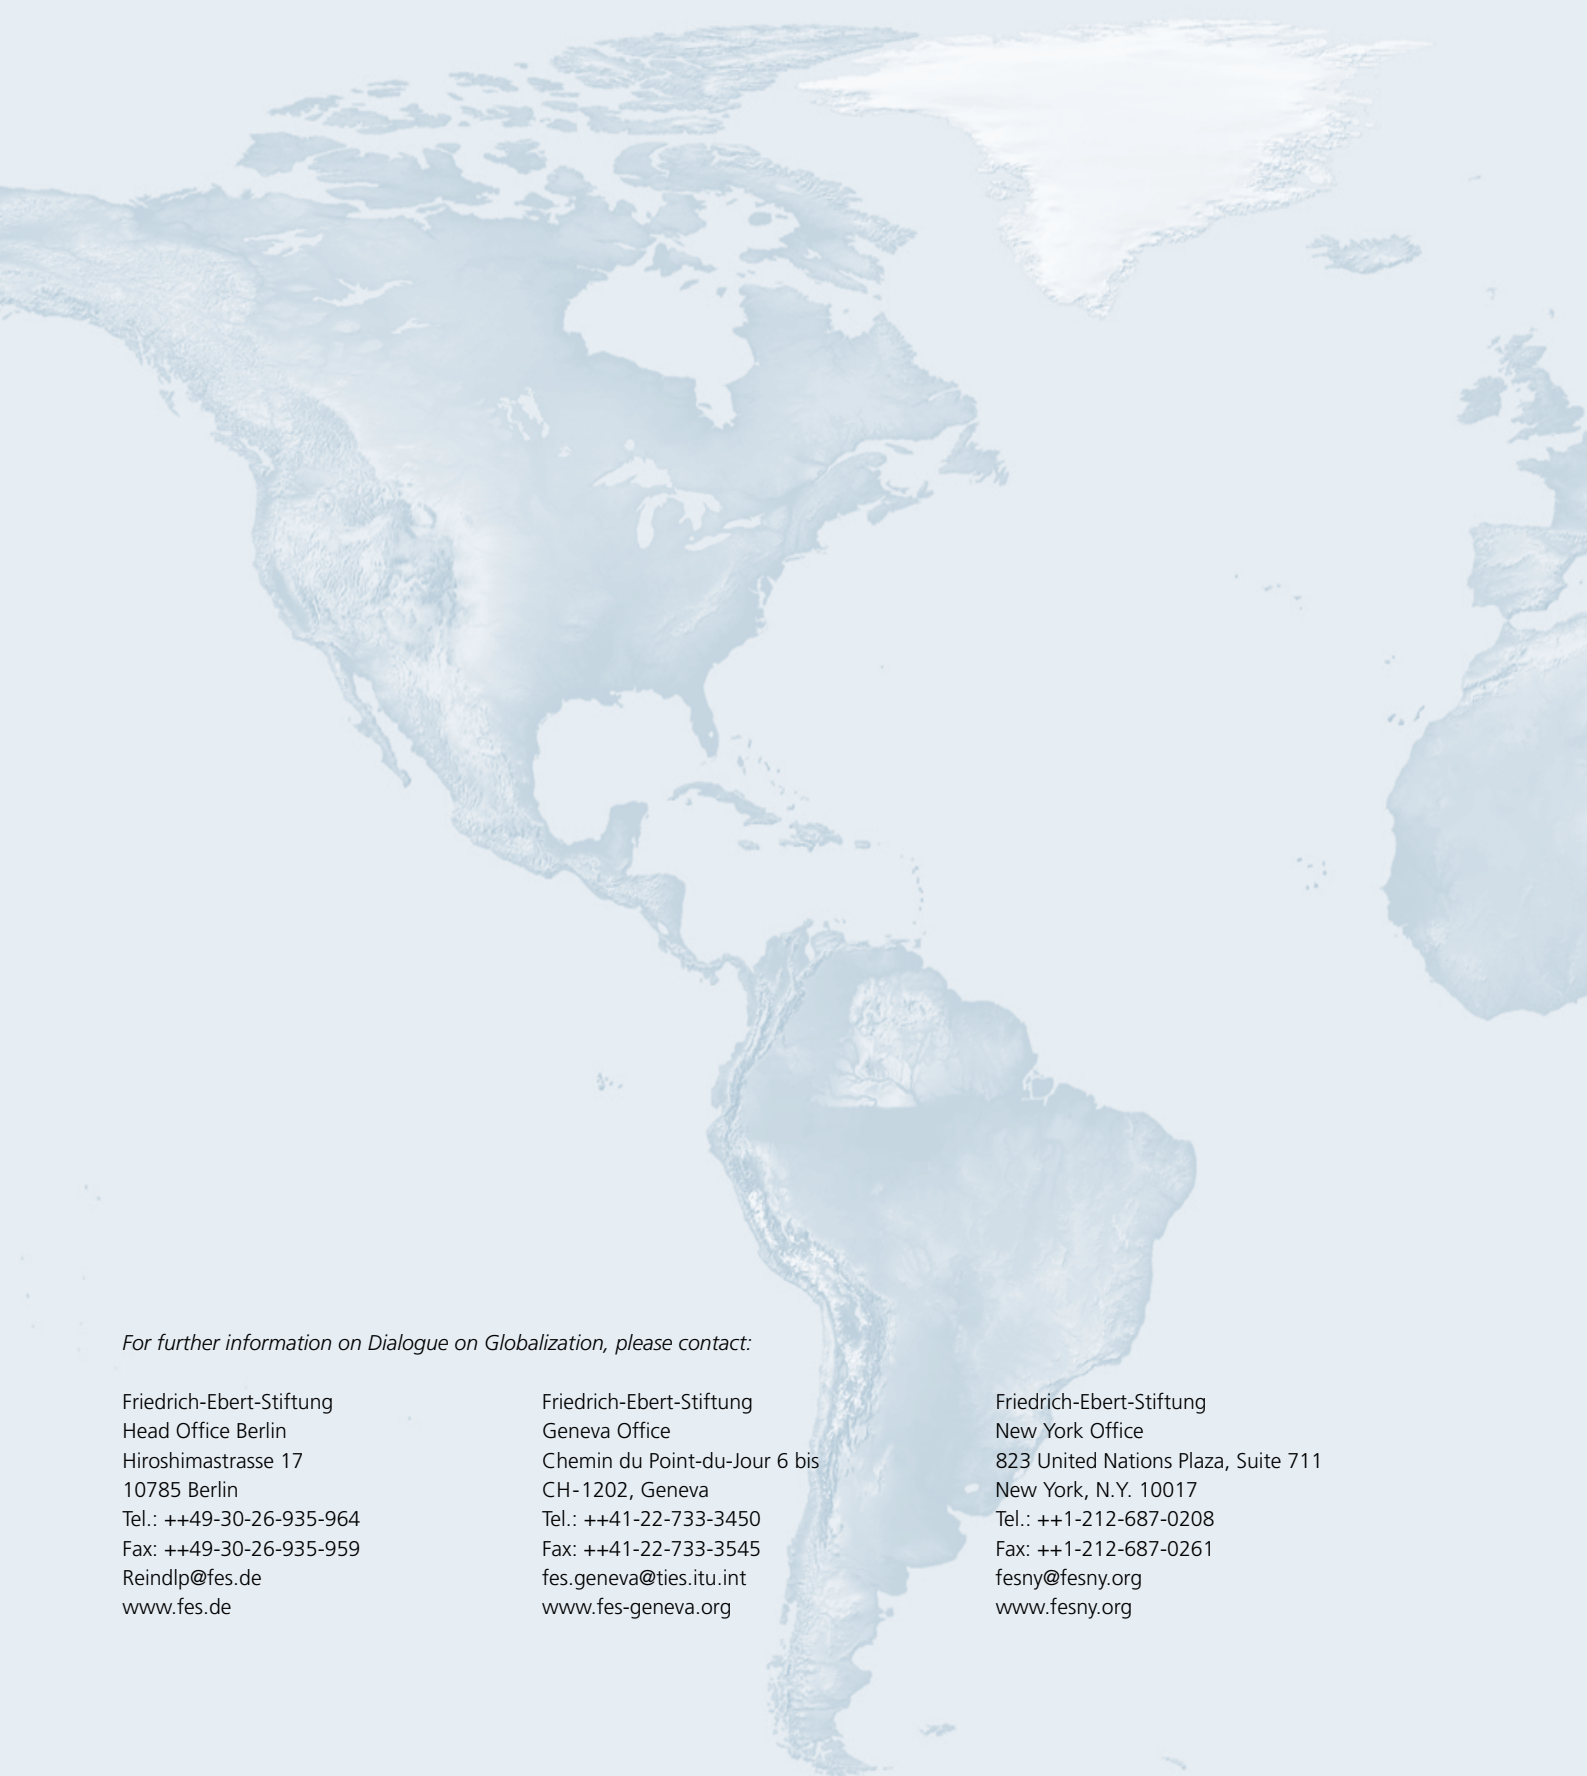 For further information on Dialogue on Globalization, please contact:
Friedrich-Ebert-Stiftung
Head Office Berlin
Hiroshimastrasse 17
10785 Berlin
Tel.: ++49-30-26-935-964
Fax: ++49-30-26-935-959
Reindlp@fes.de
www.fes.de
Friedrich-Ebert-Stiftung
Geneva Office
Chemin du Point-du-Jour 6 bis
CH-1202, Geneva
Tel.: ++41-22-733-3450
Fax: ++41-22-733-3545
fes.geneva@ties.itu.int
www.fes-geneva.org
Friedrich-Ebert-Stiftung
New York Office
823 United Nations Plaza, Suite 711
New York, N.Y. 10017
Tel.: ++1-212-687-0208
Fax: ++1-212-687-0261
fesny@fesny.org
www.fesny.org